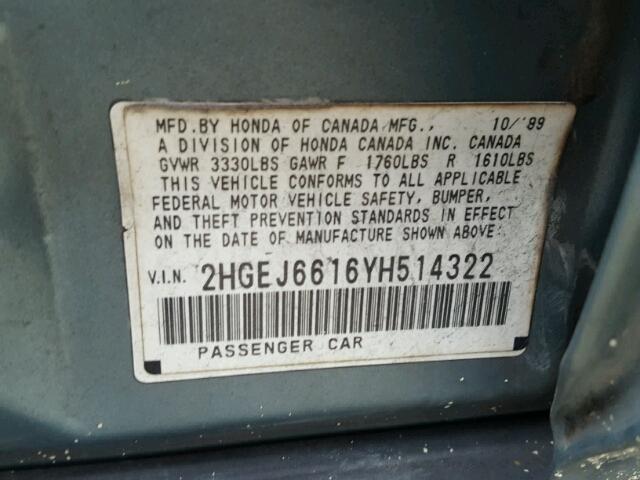 MFD.BY HONDA OF CANADA MFG., 10/'89
A DIVISION OF HONDA CANADA INC. CANADA
GVWR 3330LBS GAWR F 1760LBS R 1610LBS
THIS VEHICLE CONFORMS TO ALL APPLICABLE
FEDERAL MOTOR VEHICLE SAFETY, BUMPER,
AND THEFT PREVENTION STANDARDS IN EFFECT
ON THE DATE OF MANUFACTURE SHOWN ABOVE:
V.I.N. 2HGEJ6616YH514322
PASSENGER CAR